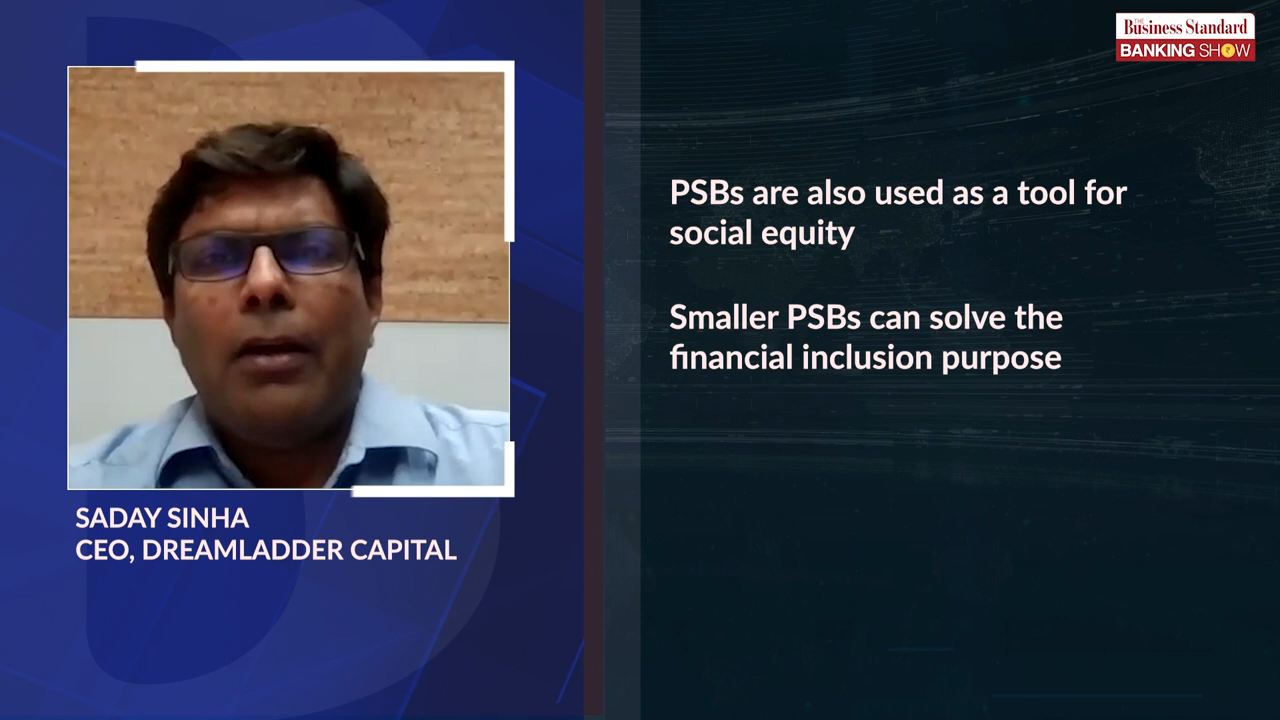 THE
Business Standard
BANKING SHOW
PSBs are also used as a tool for
social equity
Smaller PSBs can solve the
financial inclusion purpose
SADAY SINHA
CEO, DREAMLADDER CAPITAL